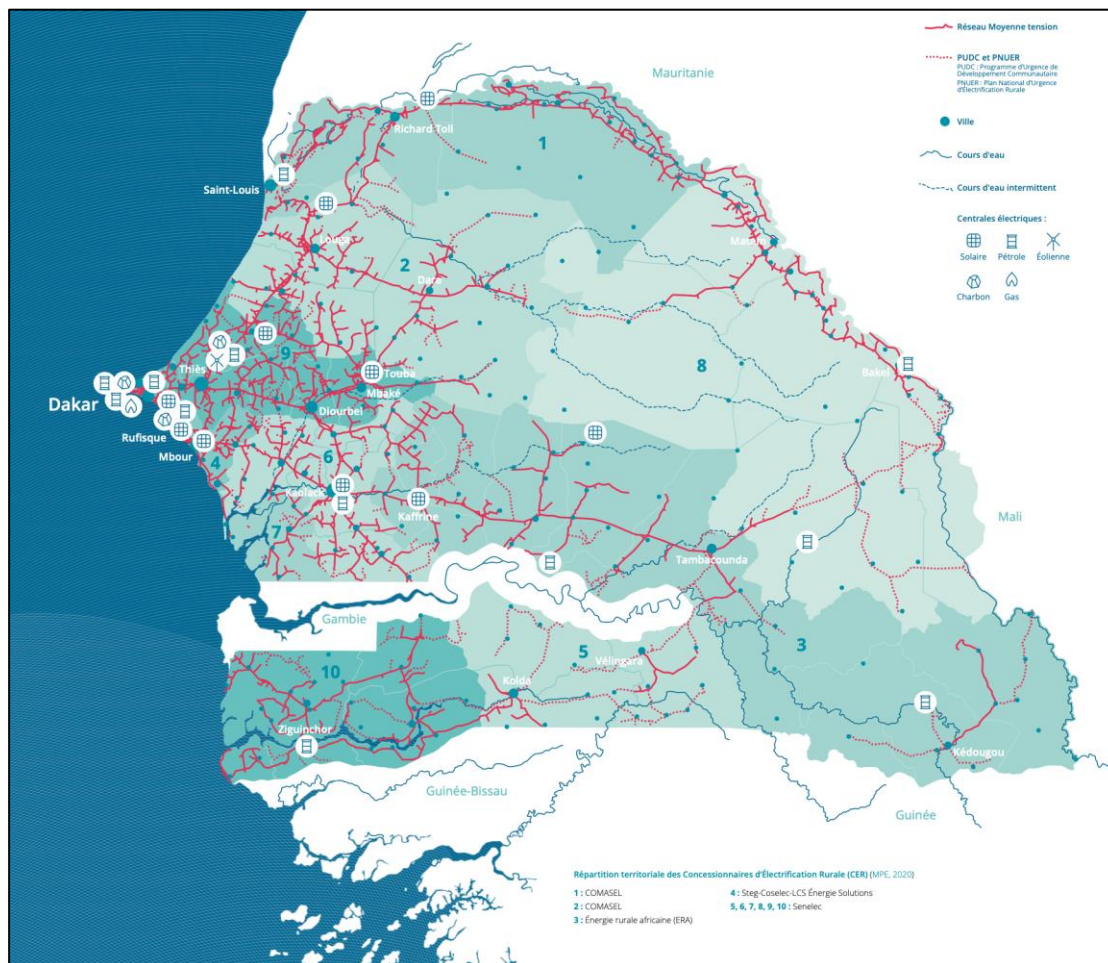 Réseau Moyenne tension
PUDC et PNUER
PUDC : Programme d'Urgence de
Développement Communautaire
PNUER : Plan National d'Urgence
d'Électrification Rurale
Ville
Cours d'eau
Cours d'eau intermittent
Centrales électriques :
Solaire
Pétrole
Éolienne
Charbon
Gas
Mauritanie
Richard Toll
1
Saint-Louis
Louga
Matam
2
Dara
9
Thiès
8
Bakel
Touba
Dakar
Mbaké
Diourbel
Rufisque
Mbour
6
4
Kaolack
Kaffrine
Mali
7
Tambacounda
Gambie
5
3
Vélingara
10
Kolda
Ziguinchor
Kédougou
Guinée-Bissau
Guinée
Répartition territoriale des Concessionnaires d'Électrification Rurale (CER) (MPE, 2020)
1 : COMASEL
2 : COMASEL
3 : Énergie rurale africaine (ERA)
4 : Steg-Coselec-LCS Énergie Solutions
5, 6, 7, 8, 9, 10 : Senelec